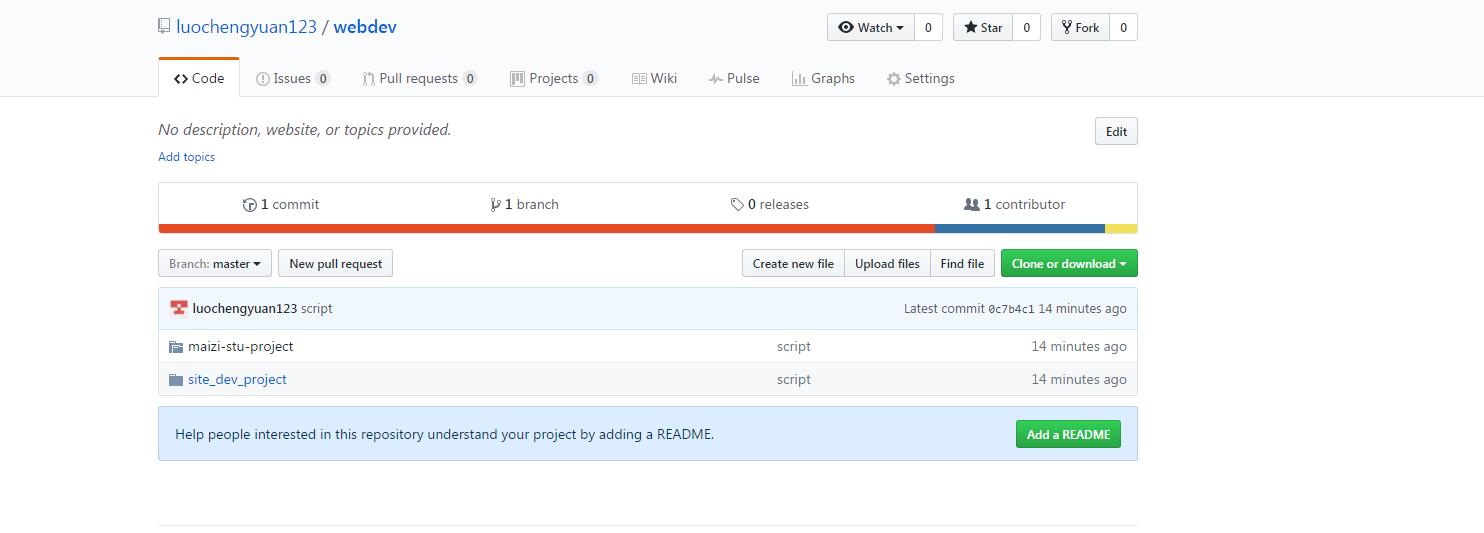 luochengyuan123 / webdev Watch 0 Star 0 Fork 0
Code Issues 0 Pull requests 0 Projects 0 Wiki Pulse Graphs Settings
No description, website, or topics provided. Edit
Add topics
1 commit 1 branch 0 releases 1 contributor
Branch: master New pull request Create new file Upload files Find file Clone or download
luochengyuan123 script Latest commit 0c7b4c1 14 minutes ago
maizi-stu-project script 14 minutes ago
site_dev_project script 14 minutes ago
Help people interested in this repository understand your project by adding a README. Add a README